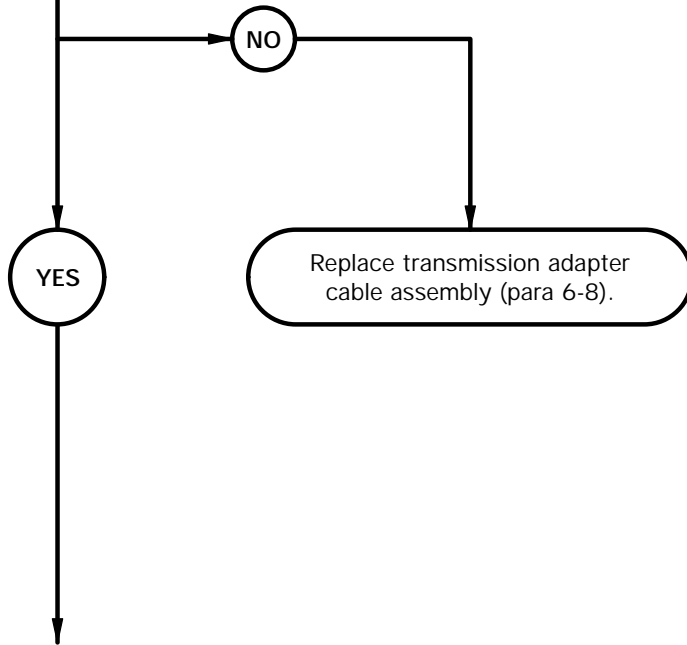 NO
YES
Replace transmission adapter
cable assembly (para 6-8).